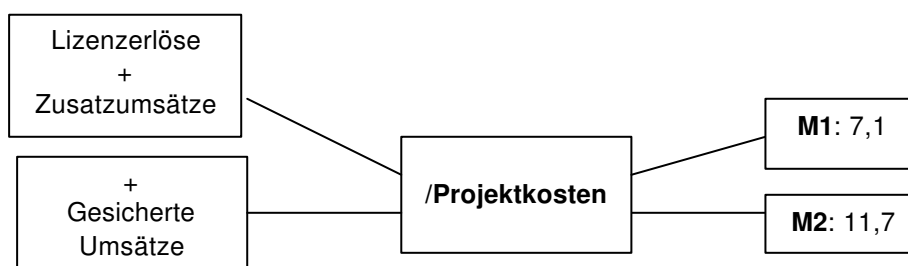 Lizenzerlöse
+
Zusatzumsätze
+
Gesicherte
Umsätze
/Projektkosten
M1: 7,1
M2: 11,7